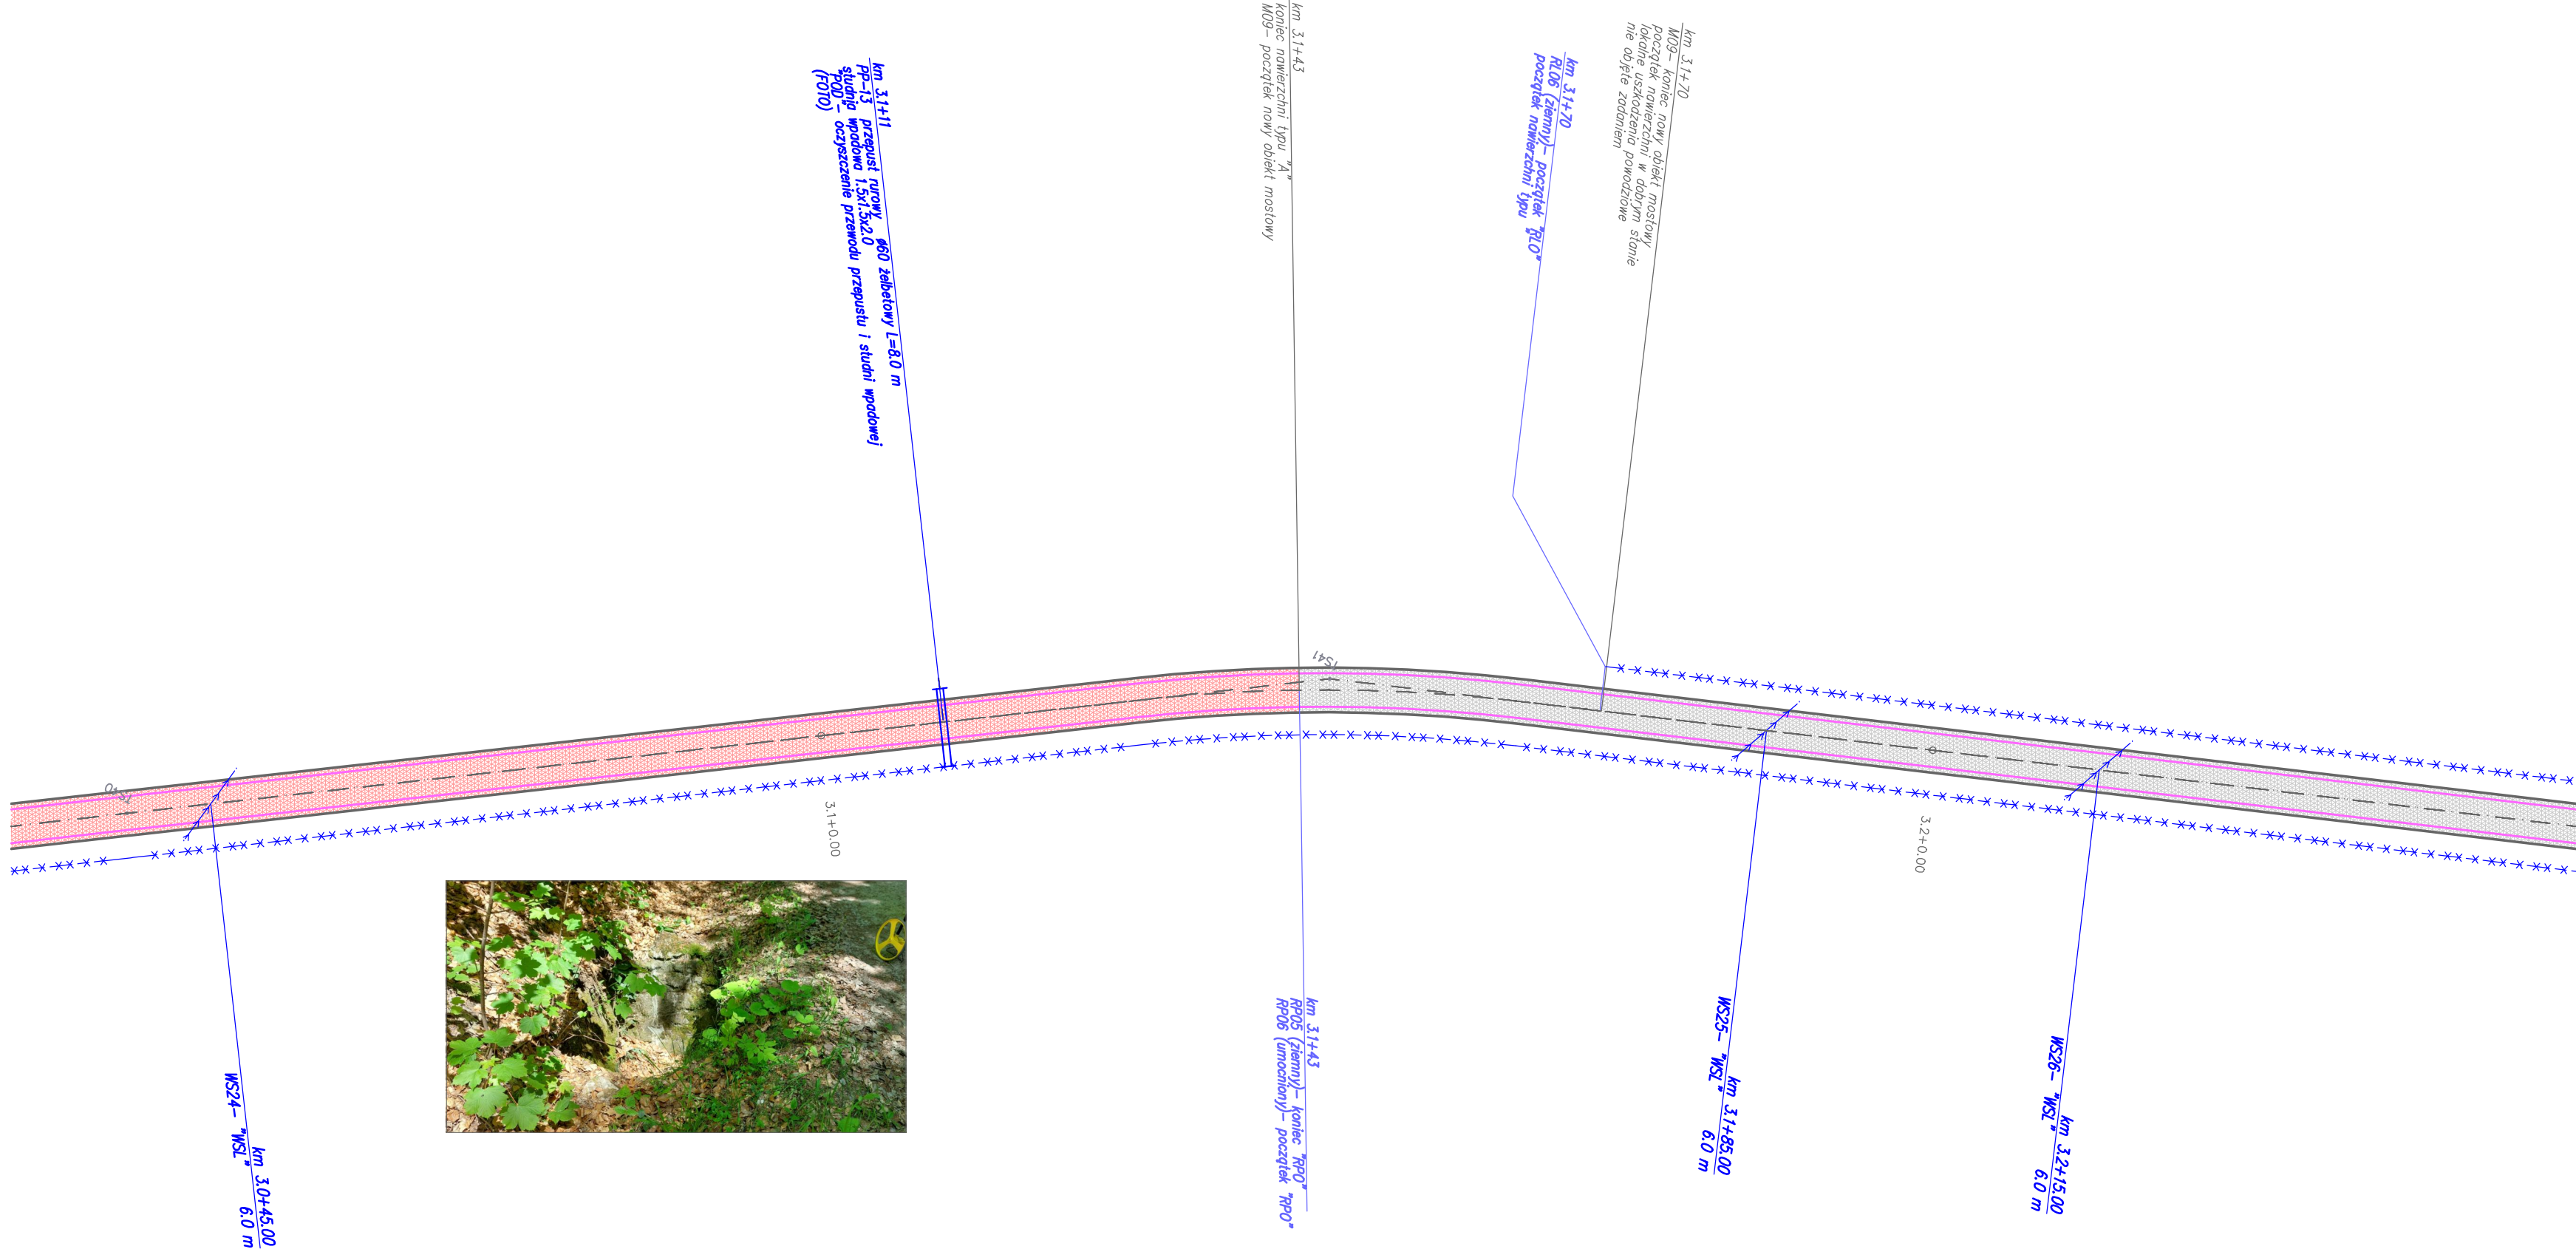 km 3.1+11
PP-13 przepust rurowy ø60 żelbetowy L=8.0 m
studnia wpadowa 1.5x1.5x2.0
"POD"- oczyszczenie przewodu przepustu i studni wpadowej
(FOTO)
km 3.1+43
koniec nawierzchni typu "A"
M09- początek nowy obiekt mostowy
km 3.1+70
RL06 (ziemny)- początek "RLO"
początek nawierzchni typu
km 3.1+70
M09- koniec nowy obiekt mostowy
początek nawierzchni w dobrym stanie
lokalne uszkodzenia powodziowe
nie objęte zadaniem
TS40
TS41
3.1+0.00
3.2+0.00
km 3.0+45.00
WS24- "WSL" 6.0 m
km 3.1+43
RP05 (ziemny)- koniec "RPO"
RP06 (umocniony)- początek "RPO"
km 3.1+85.00
WS25- "WSL" 6.0 m
km 3.2+15.00
WS26- "WSL" 6.0 m